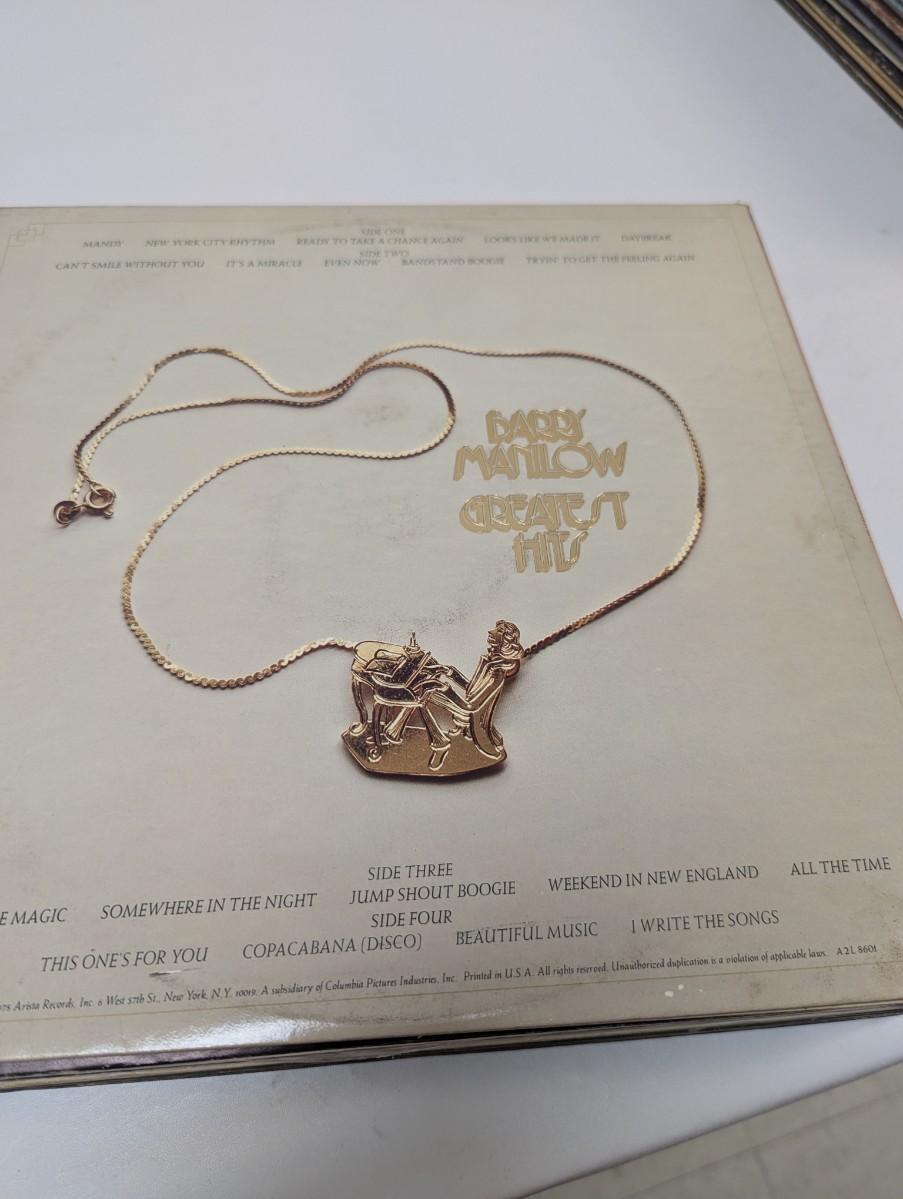 SIDE ONE
MANDY NEW YORK CITY RHYTHM READY TO TAKE A CHANCE AGAIN LOOKS LIKE WE MADE IT DAYBREAK
SIDE TWO
CAN'T SMILE WITHOUT YOU IT'S A MIRACLE EVEN NOW BANDSTAND BOOGIE TRYIN' TO GET THE FEELING AGAIN
BARRY
MANILOW
GREATEST
HITS
SIDE THREE
E MAGIC SOMEWHERE IN THE NIGHT JUMP SHOUT BOOGIE WEEKEND IN NEW ENGLAND ALL THE TIME
SIDE FOUR
THIS ONE'S FOR YOU COPACABANA (DISCO) BEAUTIFUL MUSIC I WRITE THE SONGS
Arista Records, Inc. 6 West 57th St., New York, N.Y. 10019. A subsidiary of Columbia Pictures Industries, Inc. Printed in U.S.A. All rights reserved. Unauthorized duplication is a violation of applicable laws. A2L 8601